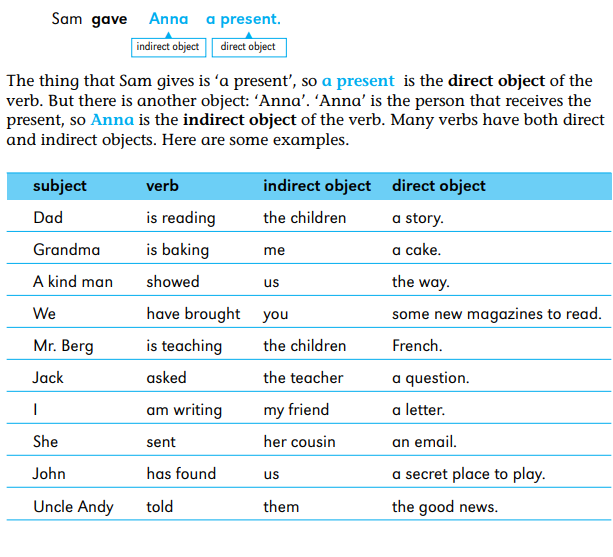 Sam gave Anna a present.
indirect object direct object
The thing that Sam gives is ‘a present’, so a present is the direct object of the
verb. But there is another object: ‘Anna’. ‘Anna’ is the person that receives the
present, so Anna is the indirect object of the verb. Many verbs have both direct
and indirect objects. Here are some examples.
subject verb indirect object direct object
Dad is reading the children a story.
Grandma is baking me a cake.
A kind man showed us the way.
We have brought you some new magazines to read.
Mr. Berg is teaching the children French.
Jack asked the teacher a question.
I am writing my friend a letter.
She sent her cousin an email.
John has found us a secret place to play.
Uncle Andy told them the good news.